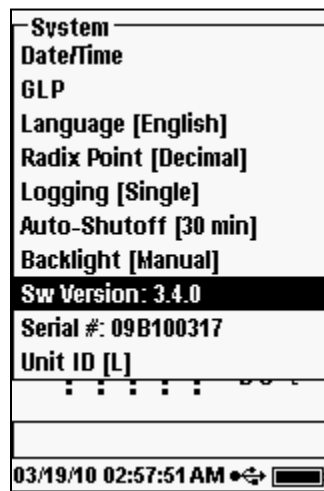 System
Date/Time
GLP
Language [English]
Radix Point [Decimal]
Logging [Single]
Auto-Shutoff [30 min]
Backlight [Manual]
Sw Version: 3.4.0
Serial #: 09B100317
Unit ID [L]
03/19/10 02:57:51 AM